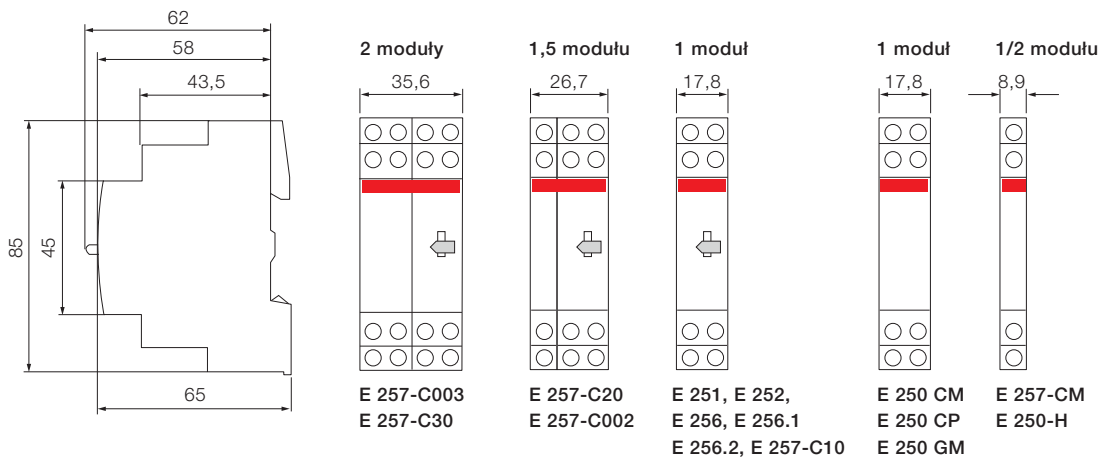 62
58
43,5
85
45
65
2 moduły
35,6
E 257-C003
E 257-C30
1,5 modułu
26,7
E 257-C20
E 257-C002
1 moduł
17,8
E 251, E 252,
E 256, E 256.1
E 256.2, E 257-C10
1 moduł
17,8
E 250 CM
E 250 CP
E 250 GM
1/2 modułu
8,9
E 257-CM
E 250-H